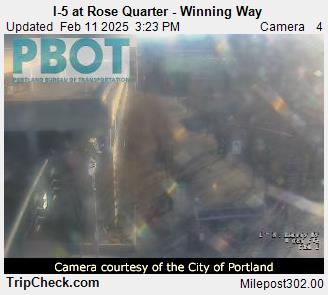 I-5 at Rose Quarter - Winning Way
Updated Feb 11 2025 3:23 PM Camera 4
PBOT
PORTLAND BUREAU OF TRANSPORTATION
Camera courtesy of the City of Portland
TripCheck.com Milepost302.00